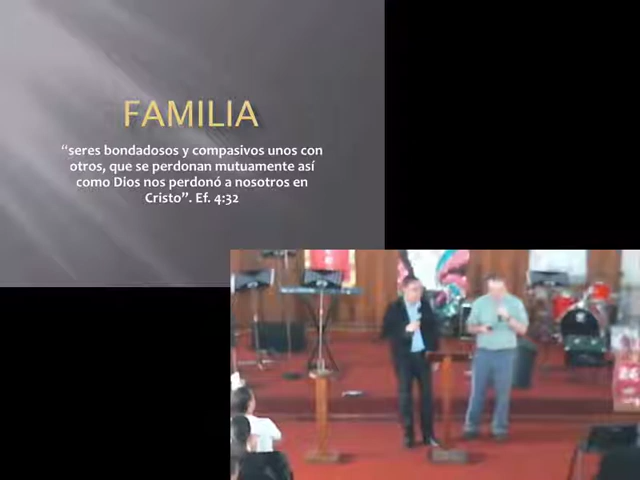 FAMILIA
“seres bondadosos y compasivos unos con
otros, que se perdonan mutuamente así
como Dios nos perdonó a nosotros en
Cristo”. Ef. 4:32